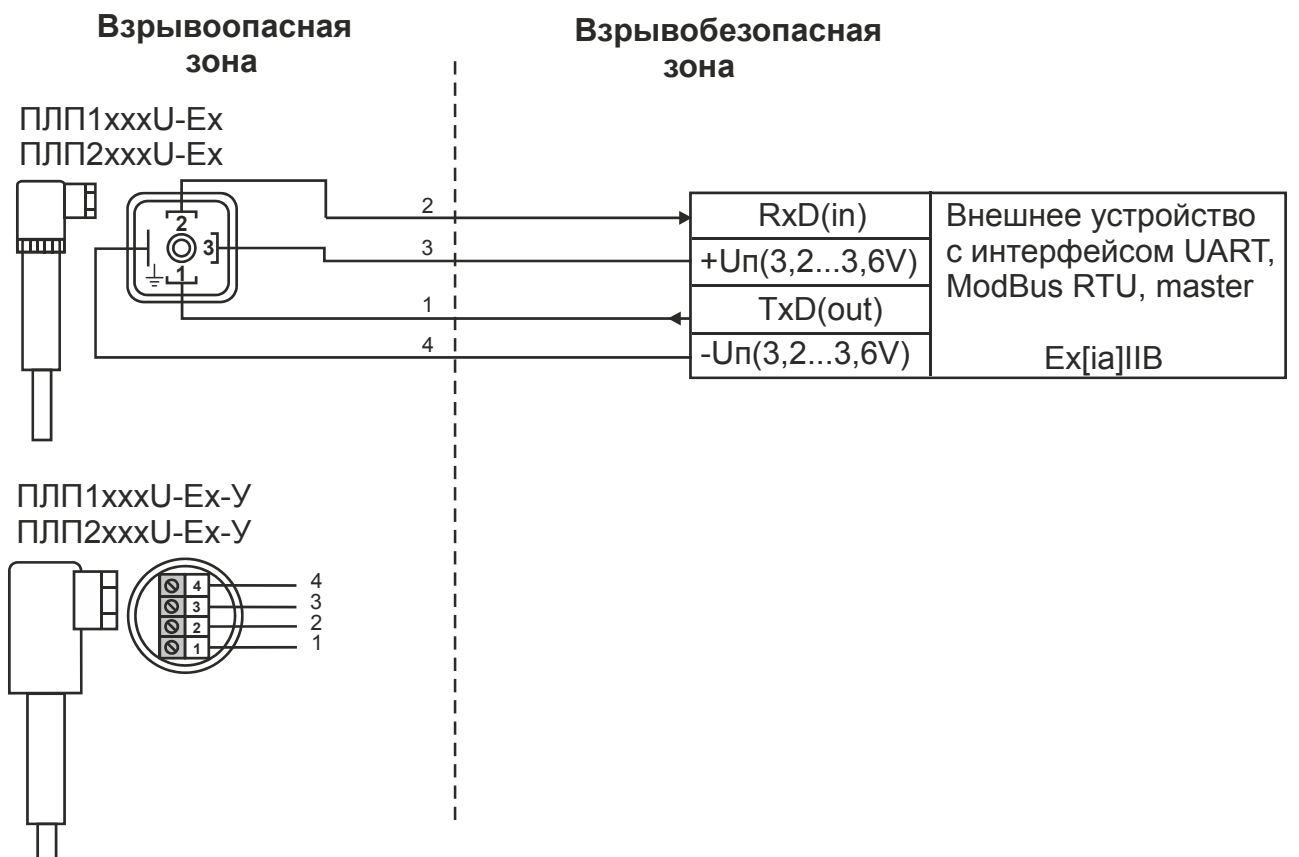 Взрывоопасная
зона
Взрывобезопасная
зона
ПЛП1xxxU-Ex
ПЛП2xxxU-Ex
2
3
1
2
3
1
4
RxD(in)
+Uп(3,2...3,6V)
TxD(out)
-Uп(3,2...3,6V)
Внешнее устройство
с интерфейсом UART,
ModBus RTU, master
Ex[ia]IIB
ПЛП1xxxU-Ex-У
ПЛП2xxxU-Ex-У
4 4
3 3
2 2
1 1